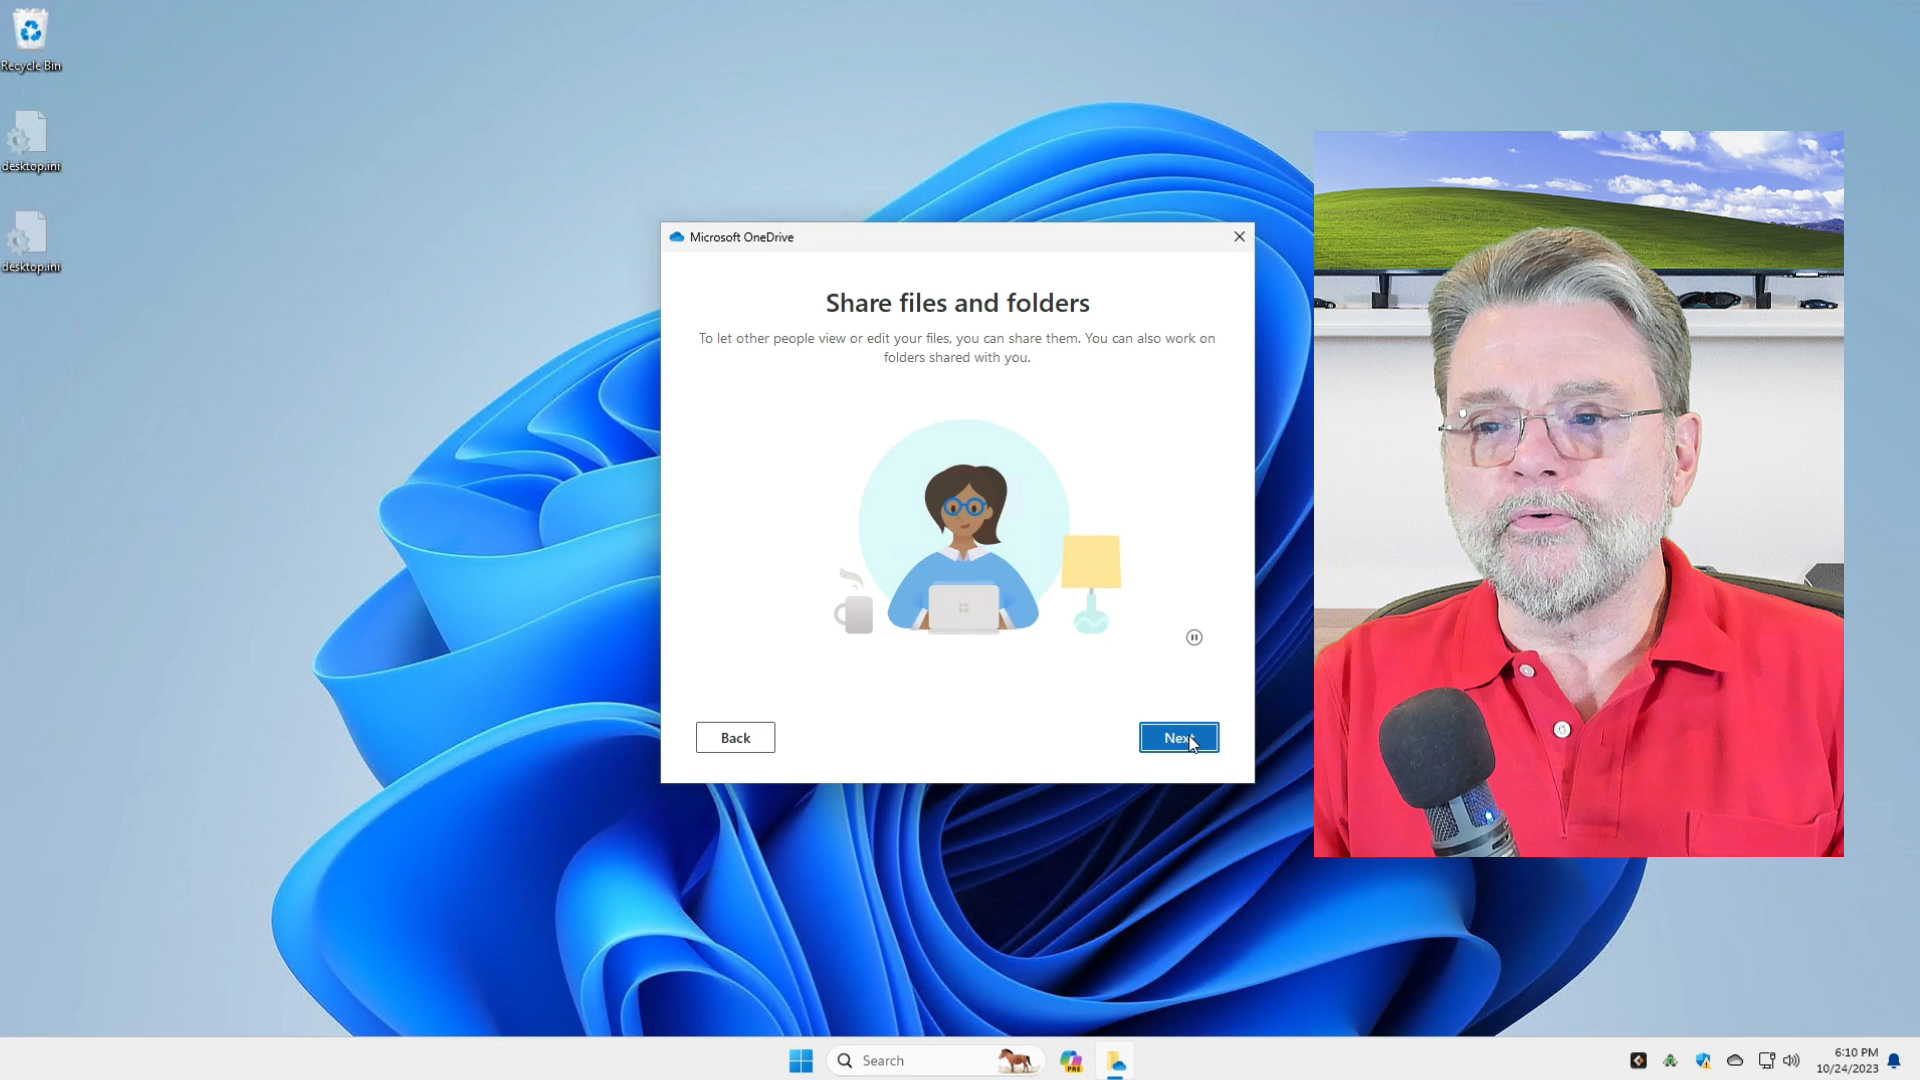 Recycle Bin
desktop.ini
desktop.ini
Microsoft OneDrive
Share files and folders
To let other people view or edit your files, you can share them. You can also work on
folders shared with you.
Back
Next
Search
PRE
6:10 PM
10/24/2023